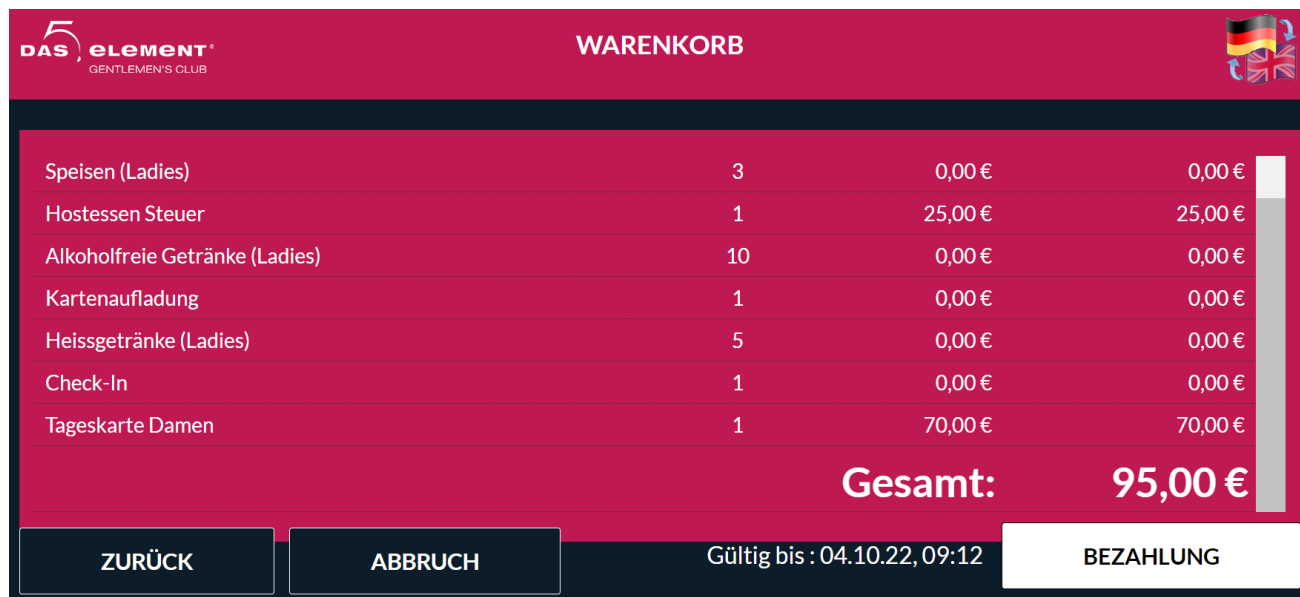 DAS 5 element®
GENTLEMEN'S CLUB
WARENKORB
Speisen (Ladies) 3 0,00 € 0,00 €
Hostessen Steuer 1 25,00 € 25,00 €
Alkoholfreie Getränke (Ladies) 10 0,00 € 0,00 €
Kartenaufladung 1 0,00 € 0,00 €
Heissgetränke (Ladies) 5 0,00 € 0,00 €
Check-In 1 0,00 € 0,00 €
Tageskarte Damen 1 70,00 € 70,00 €
Gesamt: 95,00 €
ZURÜCK ABBRUCH Gültig bis : 04.10.22, 09:12 BEZAHLUNG